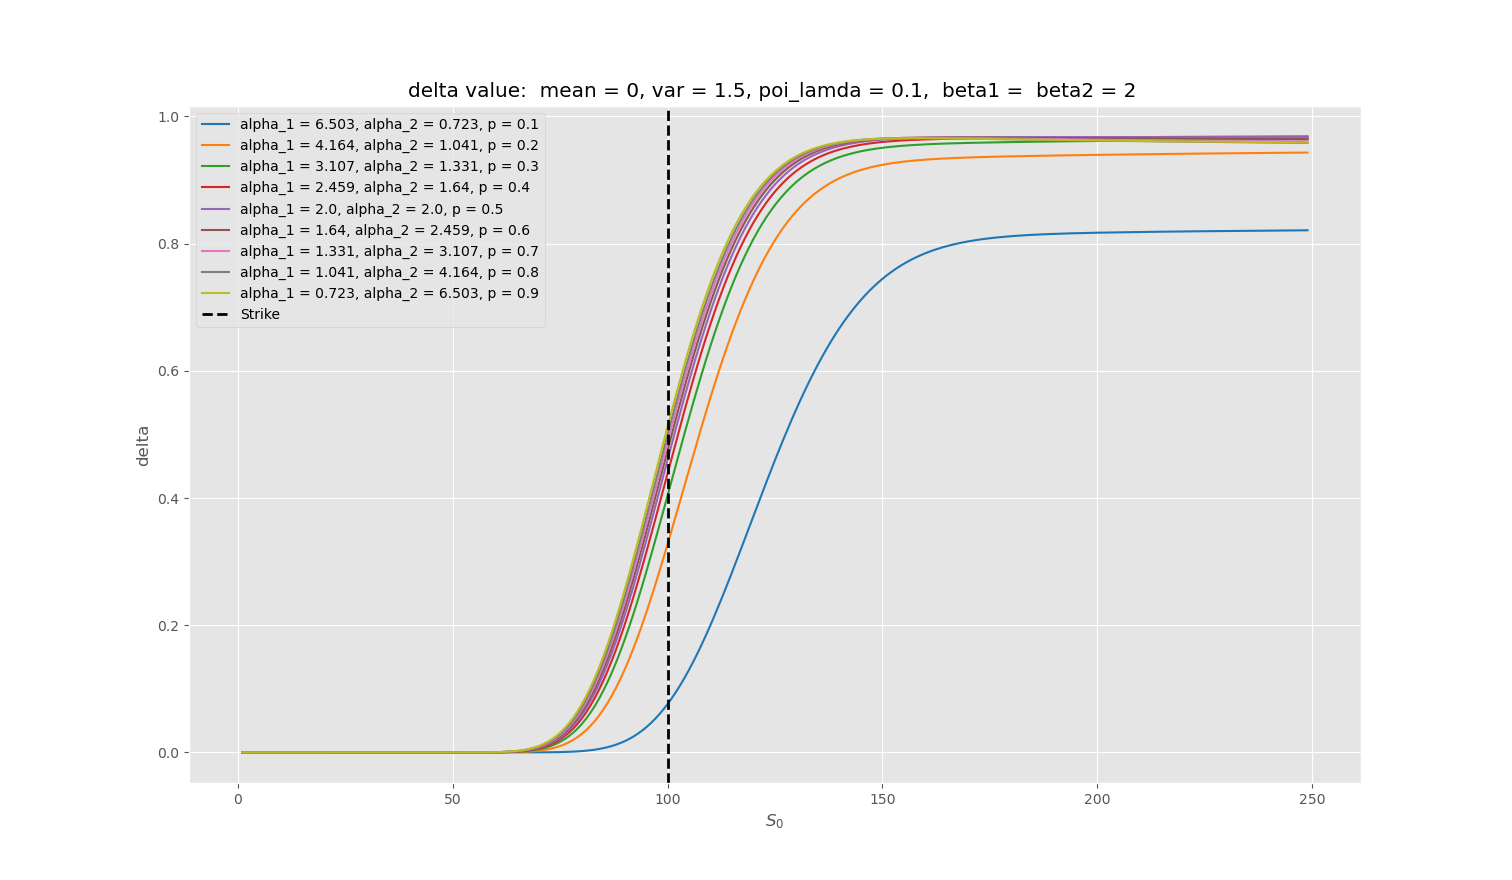 delta value:  mean = 0, var = 1.5, poi_lamda = 0.1,  beta1 =  beta2 = 2
1.0
0.8
0.6
0.4
0.2
0.0
delta
alpha_1 = 6.503, alpha_2 = 0.723, p = 0.1
alpha_1 = 4.164, alpha_2 = 1.041, p = 0.2
alpha_1 = 3.107, alpha_2 = 1.331, p = 0.3
alpha_1 = 2.459, alpha_2 = 1.64, p = 0.4
alpha_1 = 2.0, alpha_2 = 2.0, p = 0.5
alpha_1 = 1.64, alpha_2 = 2.459, p = 0.6
alpha_1 = 1.331, alpha_2 = 3.107, p = 0.7
alpha_1 = 1.041, alpha_2 = 4.164, p = 0.8
alpha_1 = 0.723, alpha_2 = 6.503, p = 0.9
Strike
0 50 100 150 200 250
S₀